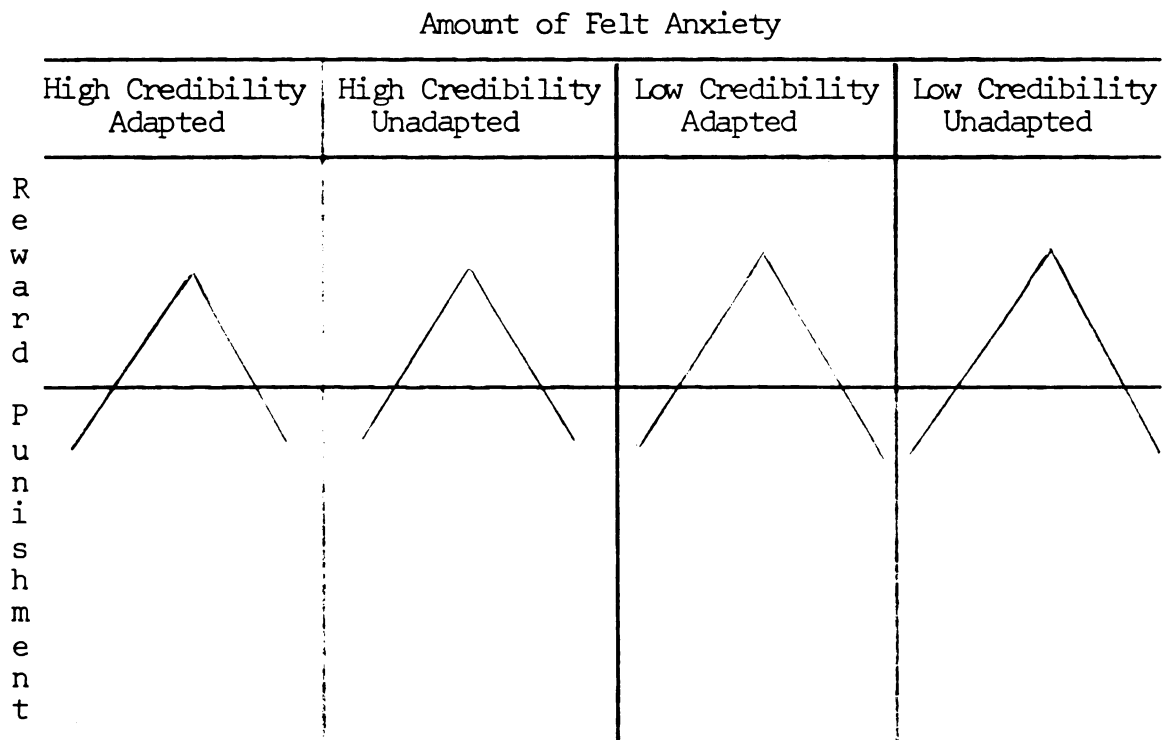 Amount of Felt Anxiety
High Credibility Adapted
High Credibility Unadapted
Low Credibility Adapted
Low Credibility Unadapted
Reward
Punishment